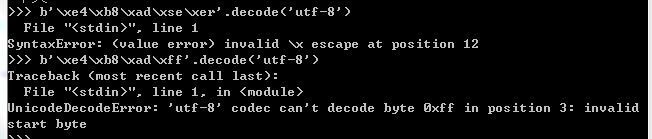 >>> b'\xe4\xb8\xad\xse\xer'.decode('utf-8')
  File "<stdin>", line 1
SyntaxError: (value error) invalid \x escape at position 12
>>> b'\xe4\xb8\xad\xff'.decode('utf-8')
Traceback (most recent call last):
  File "<stdin>", line 1, in <module>
UnicodeDecodeError: 'utf-8' codec can't decode byte 0xff in position 3: invalid
start byte
>>>